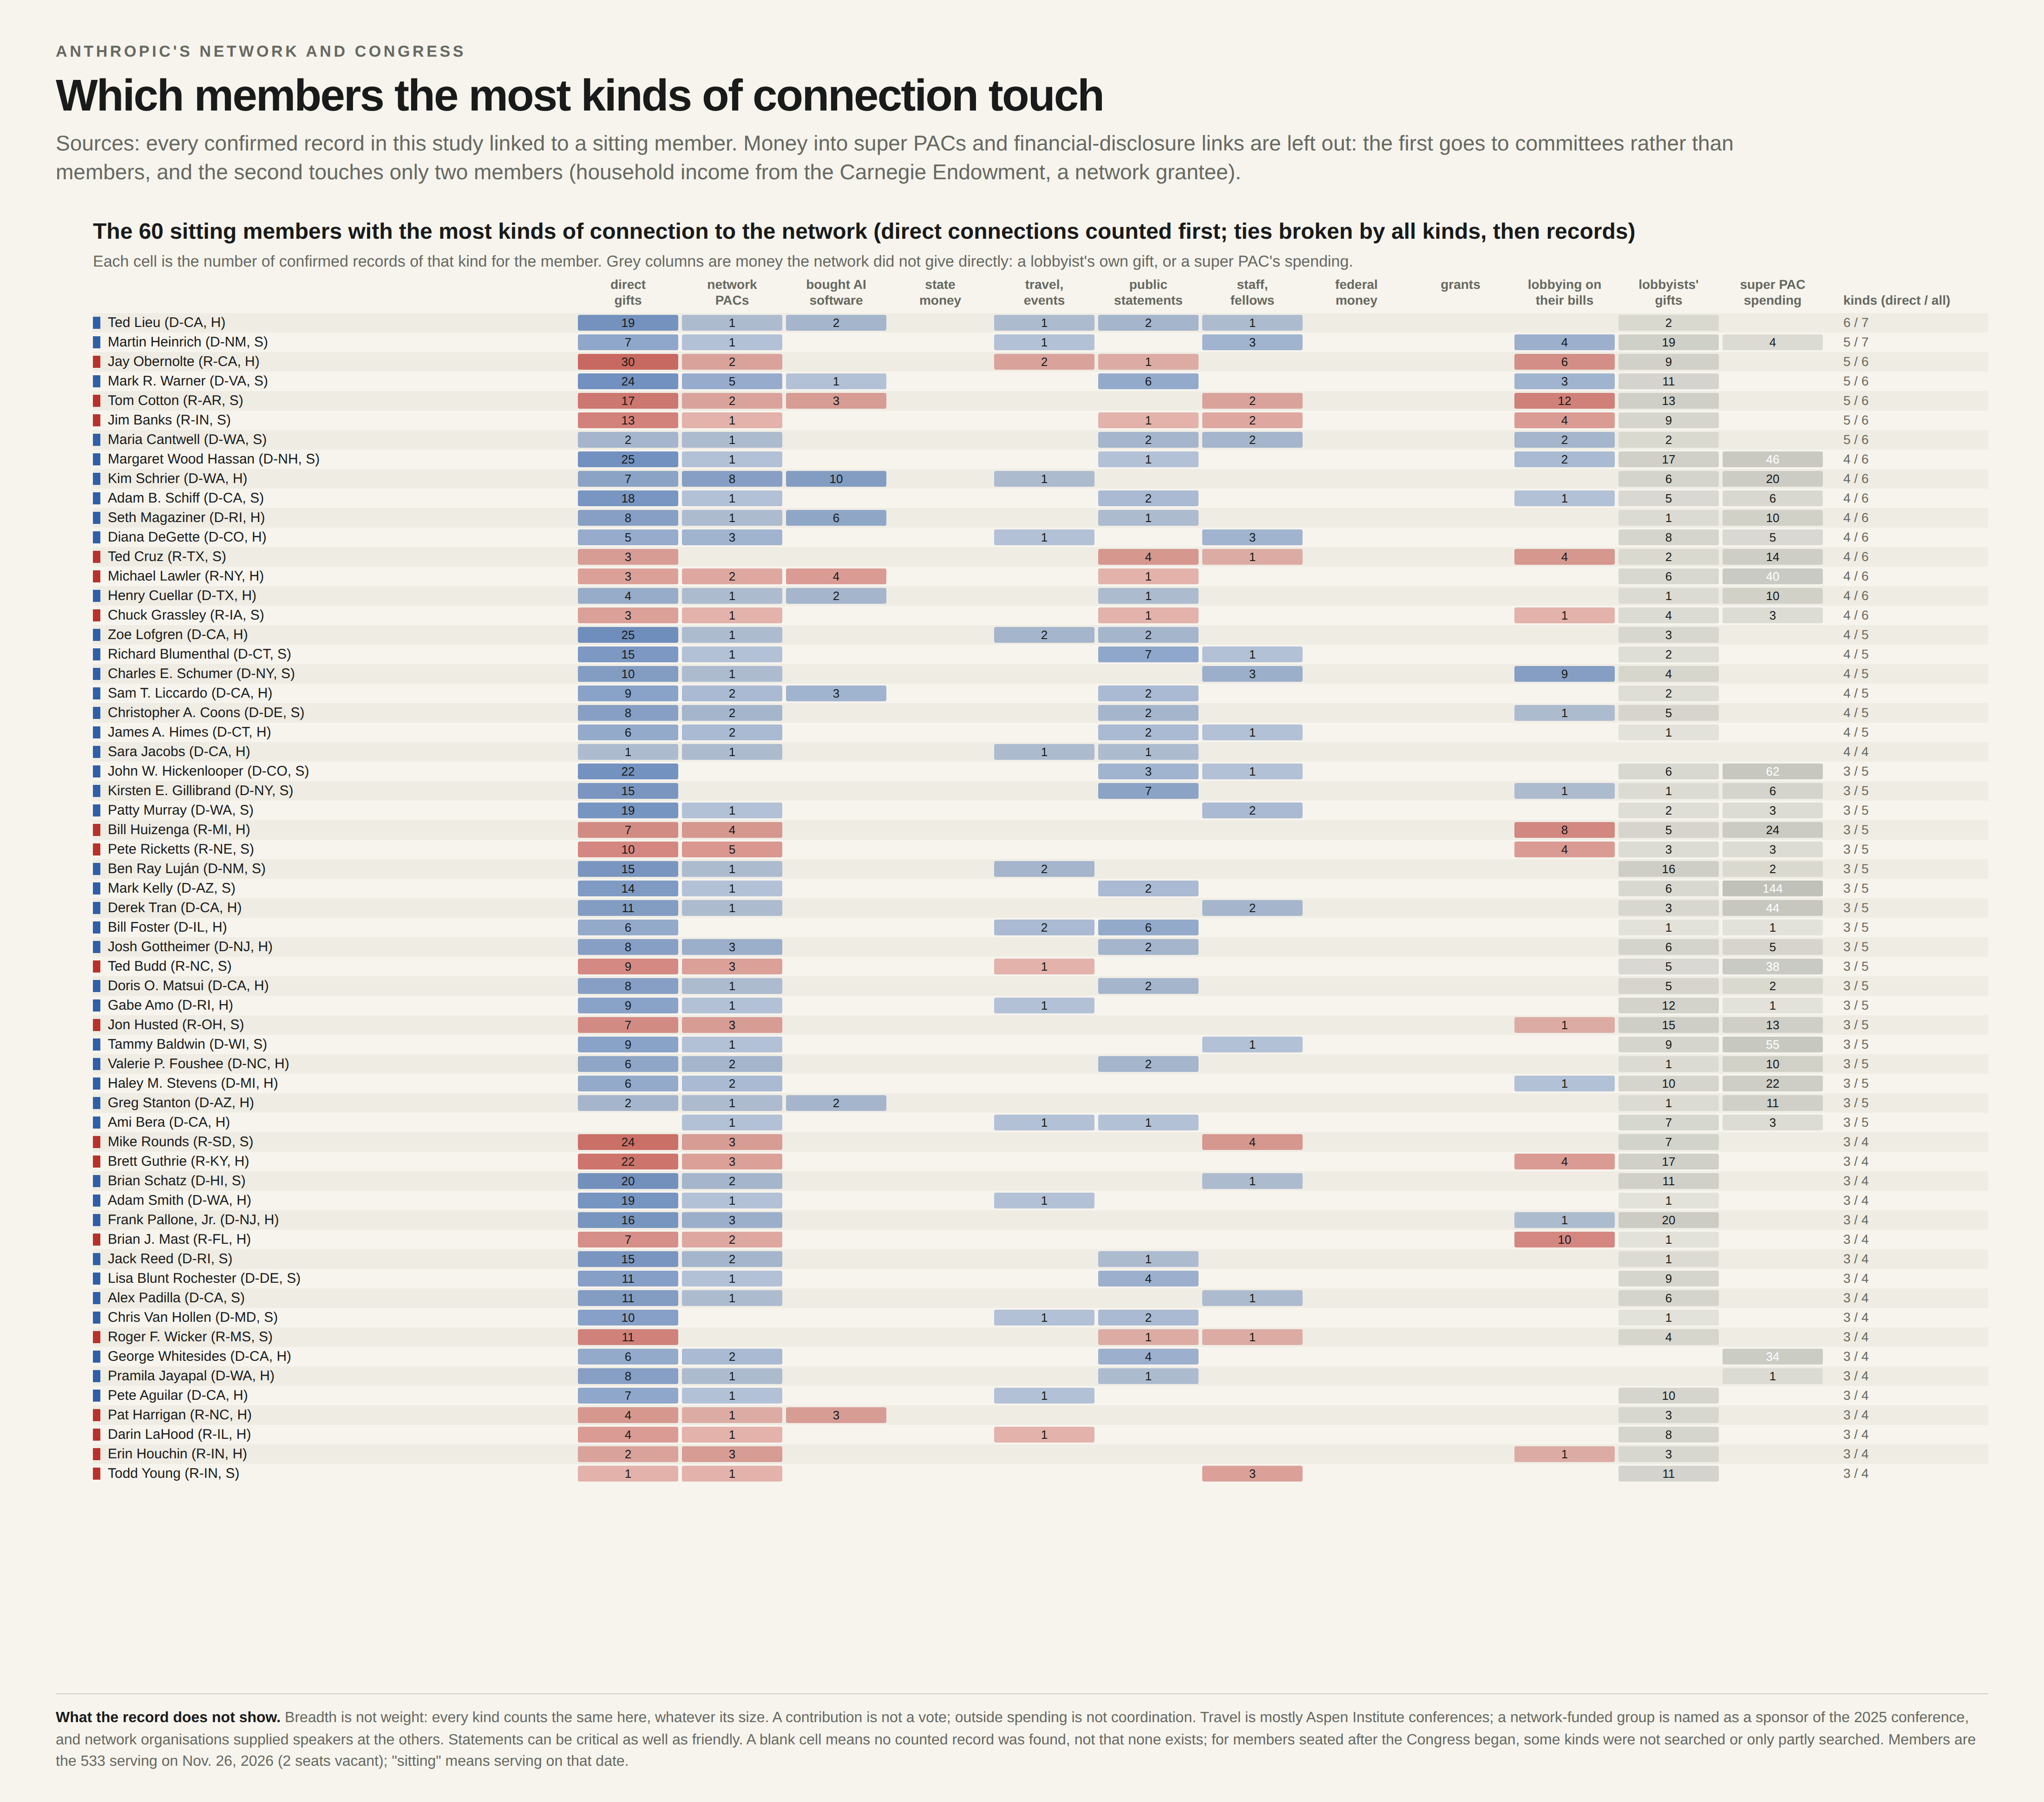 ANTHROPIC'S NETWORK AND CONGRESS
Which members the most kinds of connection touch
Sources: every confirmed record in this study linked to a sitting member. Money into super PACs and financial-disclosure links are left out: the first goes to committees rather than
members, and the second touches only two members (household income from the Carnegie Endowment, a network grantee).
The 60 sitting members with the most kinds of connection to the network (direct connections counted first; ties broken by all kinds, then records)
Each cell is the number of confirmed records of that kind for the member. Grey columns are money the network did not give directly: a lobbyist's own gift, or a super PAC's spending.
direct network bought AI state travel, public staff, federal grants lobbying on lobbyists' super PAC
gifts PACs software money events statements fellows money their bills gifts spending kinds (direct / all)
Ted Lieu (D-CA, H) 19 1 2 1 2 1 2 6 / 7
Martin Heinrich (D-NM, S) 7 1 1 3 4 19 4 5 / 7
Jay Obernolte (R-CA, H) 30 2 2 1 6 9 5 / 6
Mark R. Warner (D-VA, S) 24 5 1 6 3 11 5 / 6
Tom Cotton (R-AR, S) 17 2 3 2 12 13 5 / 6
Jim Banks (R-IN, S) 13 1 1 2 4 9 5 / 6
Maria Cantwell (D-WA, S) 2 1 2 2 2 2 5 / 6
Margaret Wood Hassan (D-NH, S) 25 1 1 2 17 46 4 / 6
Kim Schrier (D-WA, H) 7 8 10 1 6 20 4 / 6
Adam B. Schiff (D-CA, S) 18 1 2 1 5 6 4 / 6
Seth Magaziner (D-RI, H) 8 1 6 1 1 10 4 / 6
Diana DeGette (D-CO, H) 5 3 1 3 8 5 4 / 6
Ted Cruz (R-TX, S) 3 4 1 4 2 14 4 / 6
Michael Lawler (R-NY, H) 3 2 4 1 6 40 4 / 6
Henry Cuellar (D-TX, H) 4 1 2 1 1 10 4 / 6
Chuck Grassley (R-IA, S) 3 1 1 1 4 3 4 / 6
Zoe Lofgren (D-CA, H) 25 1 2 2 3 4 / 5
Richard Blumenthal (D-CT, S) 15 1 7 1 2 4 / 5
Charles E. Schumer (D-NY, S) 10 1 3 9 4 4 / 5
Sam T. Liccardo (D-CA, H) 9 2 3 2 2 4 / 5
Christopher A. Coons (D-DE, S) 8 2 2 1 5 4 / 5
James A. Himes (D-CT, H) 6 2 2 1 1 4 / 5
Sara Jacobs (D-CA, H) 1 1 1 1 4 / 4
John W. Hickenlooper (D-CO, S) 22 3 1 6 62 3 / 5
Kirsten E. Gillibrand (D-NY, S) 15 7 1 1 6 3 / 5
Patty Murray (D-WA, S) 19 1 2 2 3 3 / 5
Bill Huizenga (R-MI, H) 7 4 8 5 24 3 / 5
Pete Ricketts (R-NE, S) 10 5 4 3 3 3 / 5
Ben Ray Luján (D-NM, S) 15 1 2 16 2 3 / 5
Mark Kelly (D-AZ, S) 14 1 2 6 144 3 / 5
Derek Tran (D-CA, H) 11 1 2 3 44 3 / 5
Bill Foster (D-IL, H) 6 2 6 1 1 3 / 5
Josh Gottheimer (D-NJ, H) 8 3 2 6 5 3 / 5
Ted Budd (R-NC, S) 9 3 1 5 38 3 / 5
Doris O. Matsui (D-CA, H) 8 1 2 5 2 3 / 5
Gabe Amo (D-RI, H) 9 1 1 12 1 3 / 5
Jon Husted (R-OH, S) 7 3 1 15 13 3 / 5
Tammy Baldwin (D-WI, S) 9 1 1 9 55 3 / 5
Valerie P. Foushee (D-NC, H) 6 2 2 1 10 3 / 5
Haley M. Stevens (D-MI, H) 6 2 1 10 22 3 / 5
Greg Stanton (D-AZ, H) 2 1 2 1 11 3 / 5
Ami Bera (D-CA, H) 1 1 1 7 3 3 / 5
Mike Rounds (R-SD, S) 24 3 4 7 3 / 4
Brett Guthrie (R-KY, H) 22 3 4 17 3 / 4
Brian Schatz (D-HI, S) 20 2 1 11 3 / 4
Adam Smith (D-WA, H) 19 1 1 1 3 / 4
Frank Pallone, Jr. (D-NJ, H) 16 3 1 20 3 / 4
Brian J. Mast (R-FL, H) 7 2 10 1 3 / 4
Jack Reed (D-RI, S) 15 2 1 1 3 / 4
Lisa Blunt Rochester (D-DE, S) 11 1 4 9 3 / 4
Alex Padilla (D-CA, S) 11 1 1 6 3 / 4
Chris Van Hollen (D-MD, S) 10 1 2 1 3 / 4
Roger F. Wicker (R-MS, S) 11 1 1 4 3 / 4
George Whitesides (D-CA, H) 6 2 4 34 3 / 4
Pramila Jayapal (D-WA, H) 8 1 1 1 3 / 4
Pete Aguilar (D-CA, H) 7 1 1 10 3 / 4
Pat Harrigan (R-NC, H) 4 1 3 3 3 / 4
Darin LaHood (R-IL, H) 4 1 1 8 3 / 4
Erin Houchin (R-IN, H) 2 3 1 3 3 / 4
Todd Young (R-IN, S) 1 1 3 11 3 / 4
What the record does not show. Breadth is not weight: every kind counts the same here, whatever its size. A contribution is not a vote; outside spending is not coordination. Travel is mostly Aspen Institute conferences; a network-funded group is named as a sponsor of the 2025 conference,
and network organisations supplied speakers at the others. Statements can be critical as well as friendly. A blank cell means no counted record was found, not that none exists; for members seated after the Congress began, some kinds were not searched or only partly searched. Members are
the 533 serving on Nov. 26, 2026 (2 seats vacant); "sitting" means serving on that date.